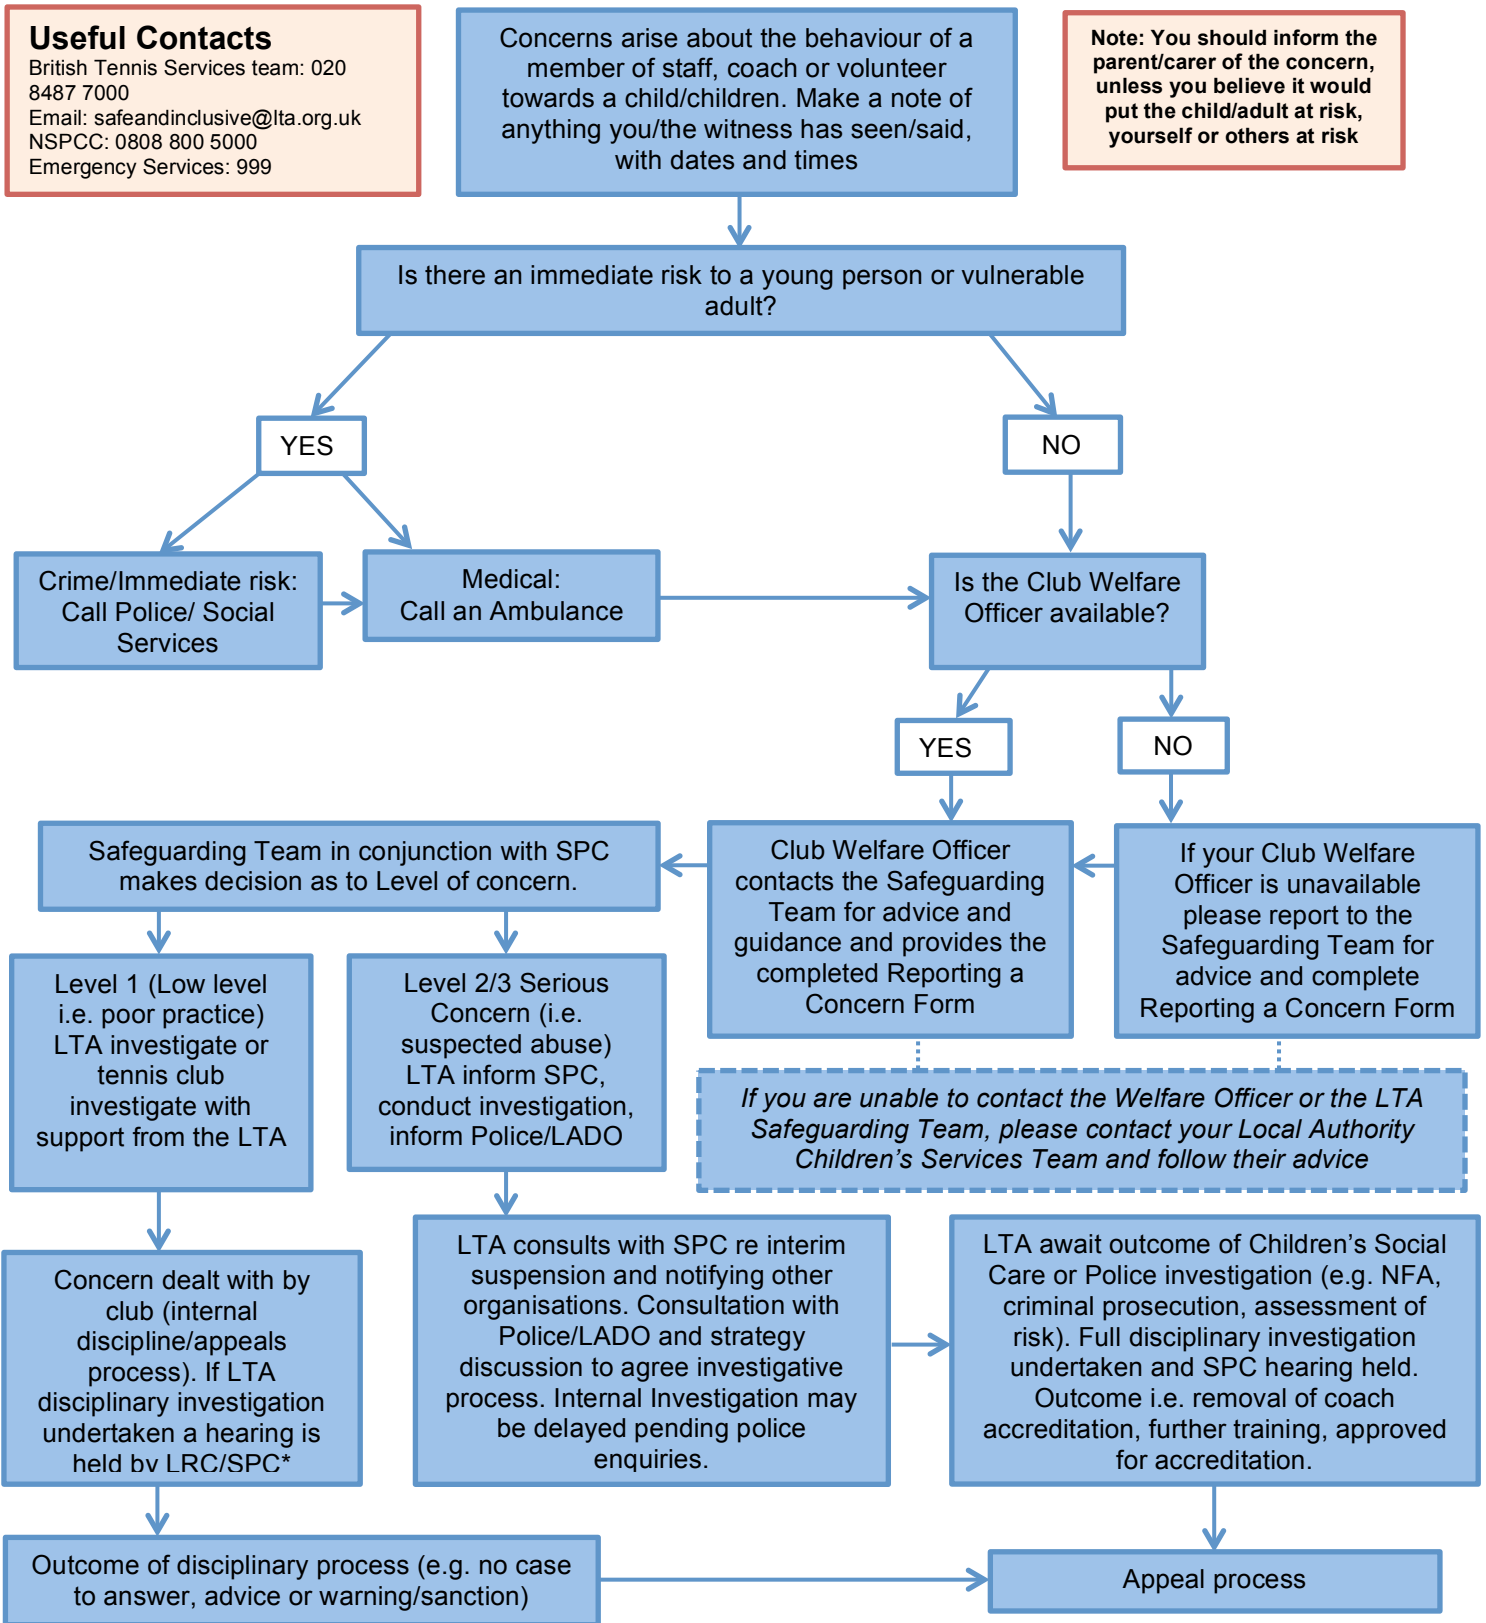 Useful Contacts
British Tennis Services team: 020
8487 7000
Email: safeandinclusive@lta.org.uk
NSPCC: 0808 800 5000
Emergency Services: 999
Concerns arise about the behaviour of a
member of staff, coach or volunteer
towards a child/children. Make a note of
anything you/the witness has seen/said,
with dates and times
Note: You should inform the
parent/carer of the concern,
unless you believe it would
put the child/adult at risk,
yourself or others at risk
Is there an immediate risk to a young person or vulnerable
adult?
YES
NO
Crime/Immediate risk:
Call Police/ Social
Services
Medical:
Call an Ambulance
Is the Club Welfare
Officer available?
YES
NO
Safeguarding Team in conjunction with SPC
makes decision as to Level of concern.
Club Welfare Officer
contacts the Safeguarding
Team for advice and
guidance and provides the
completed Reporting a
Concern Form
If your Club Welfare
Officer is unavailable
please report to the
Safeguarding Team for
advice and complete
Reporting a Concern Form
Level 1 (Low level
i.e. poor practice)
LTA investigate or
tennis club
investigate with
support from the LTA
Level 2/3 Serious
Concern (i.e.
suspected abuse)
LTA inform SPC,
conduct investigation,
inform Police/LADO
If you are unable to contact the Welfare Officer or the LTA
Safeguarding Team, please contact your Local Authority
Children's Services Team and follow their advice
Concern dealt with by
club (internal
discipline/appeals
process). If LTA
disciplinary investigation
undertaken a hearing is
held by LRC/SPC*
LTA consults with SPC re interim
suspension and notifying other
organisations. Consultation with
Police/LADO and strategy
discussion to agree investigative
process. Internal Investigation may
be delayed pending police
enquiries.
LTA await outcome of Children's Social
Care or Police investigation (e.g. NFA,
criminal prosecution, assessment of
risk). Full disciplinary investigation
undertaken and SPC hearing held.
Outcome i.e. removal of coach
accreditation, further training, approved
for accreditation.
Outcome of disciplinary process (e.g. no case
to answer, advice or warning/sanction)
Appeal process